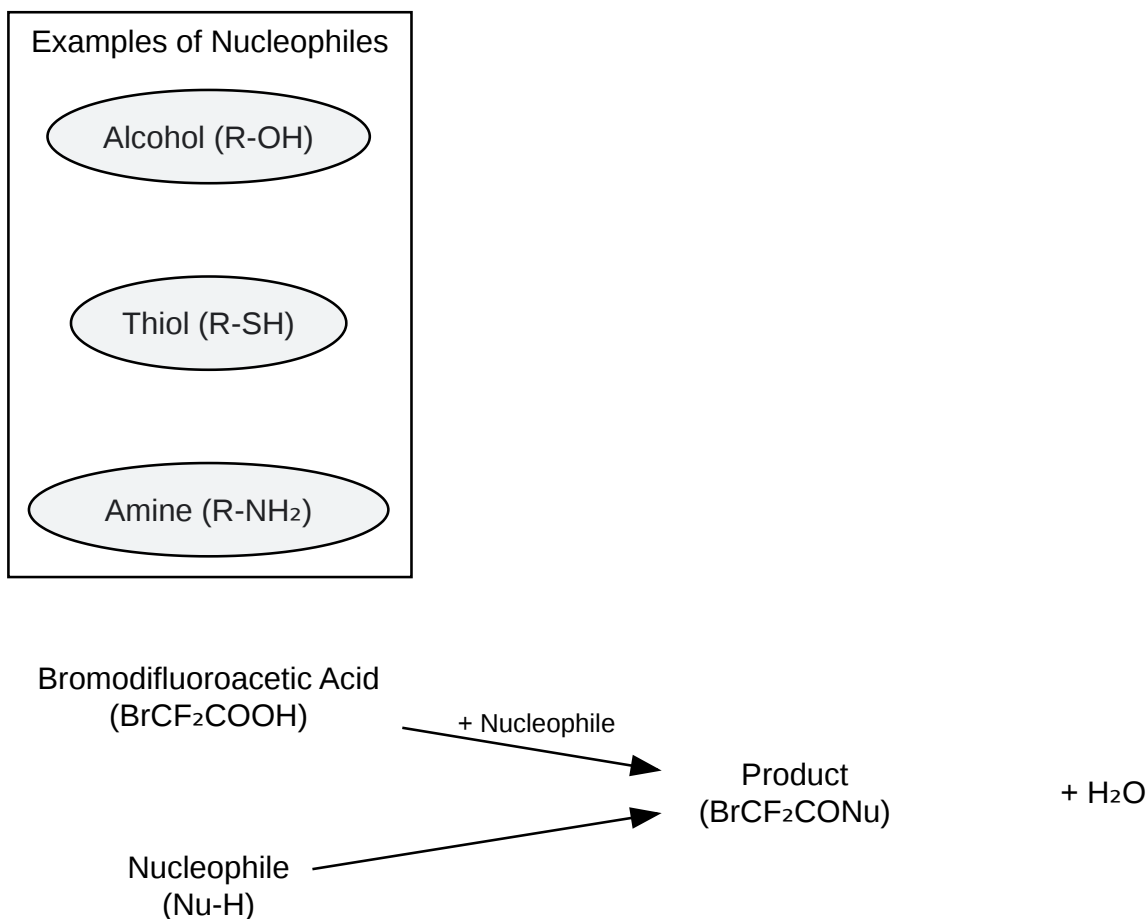 Examples of Nucleophiles
Alcohol (R-OH)
Thiol (R-SH)
Amine (R-NH₂)
Bromodifluoroacetic Acid
(BrCF₂COOH)
+ Nucleophile
Product
(BrCF₂CONu)
+ H₂O
Nucleophile
(Nu-H)